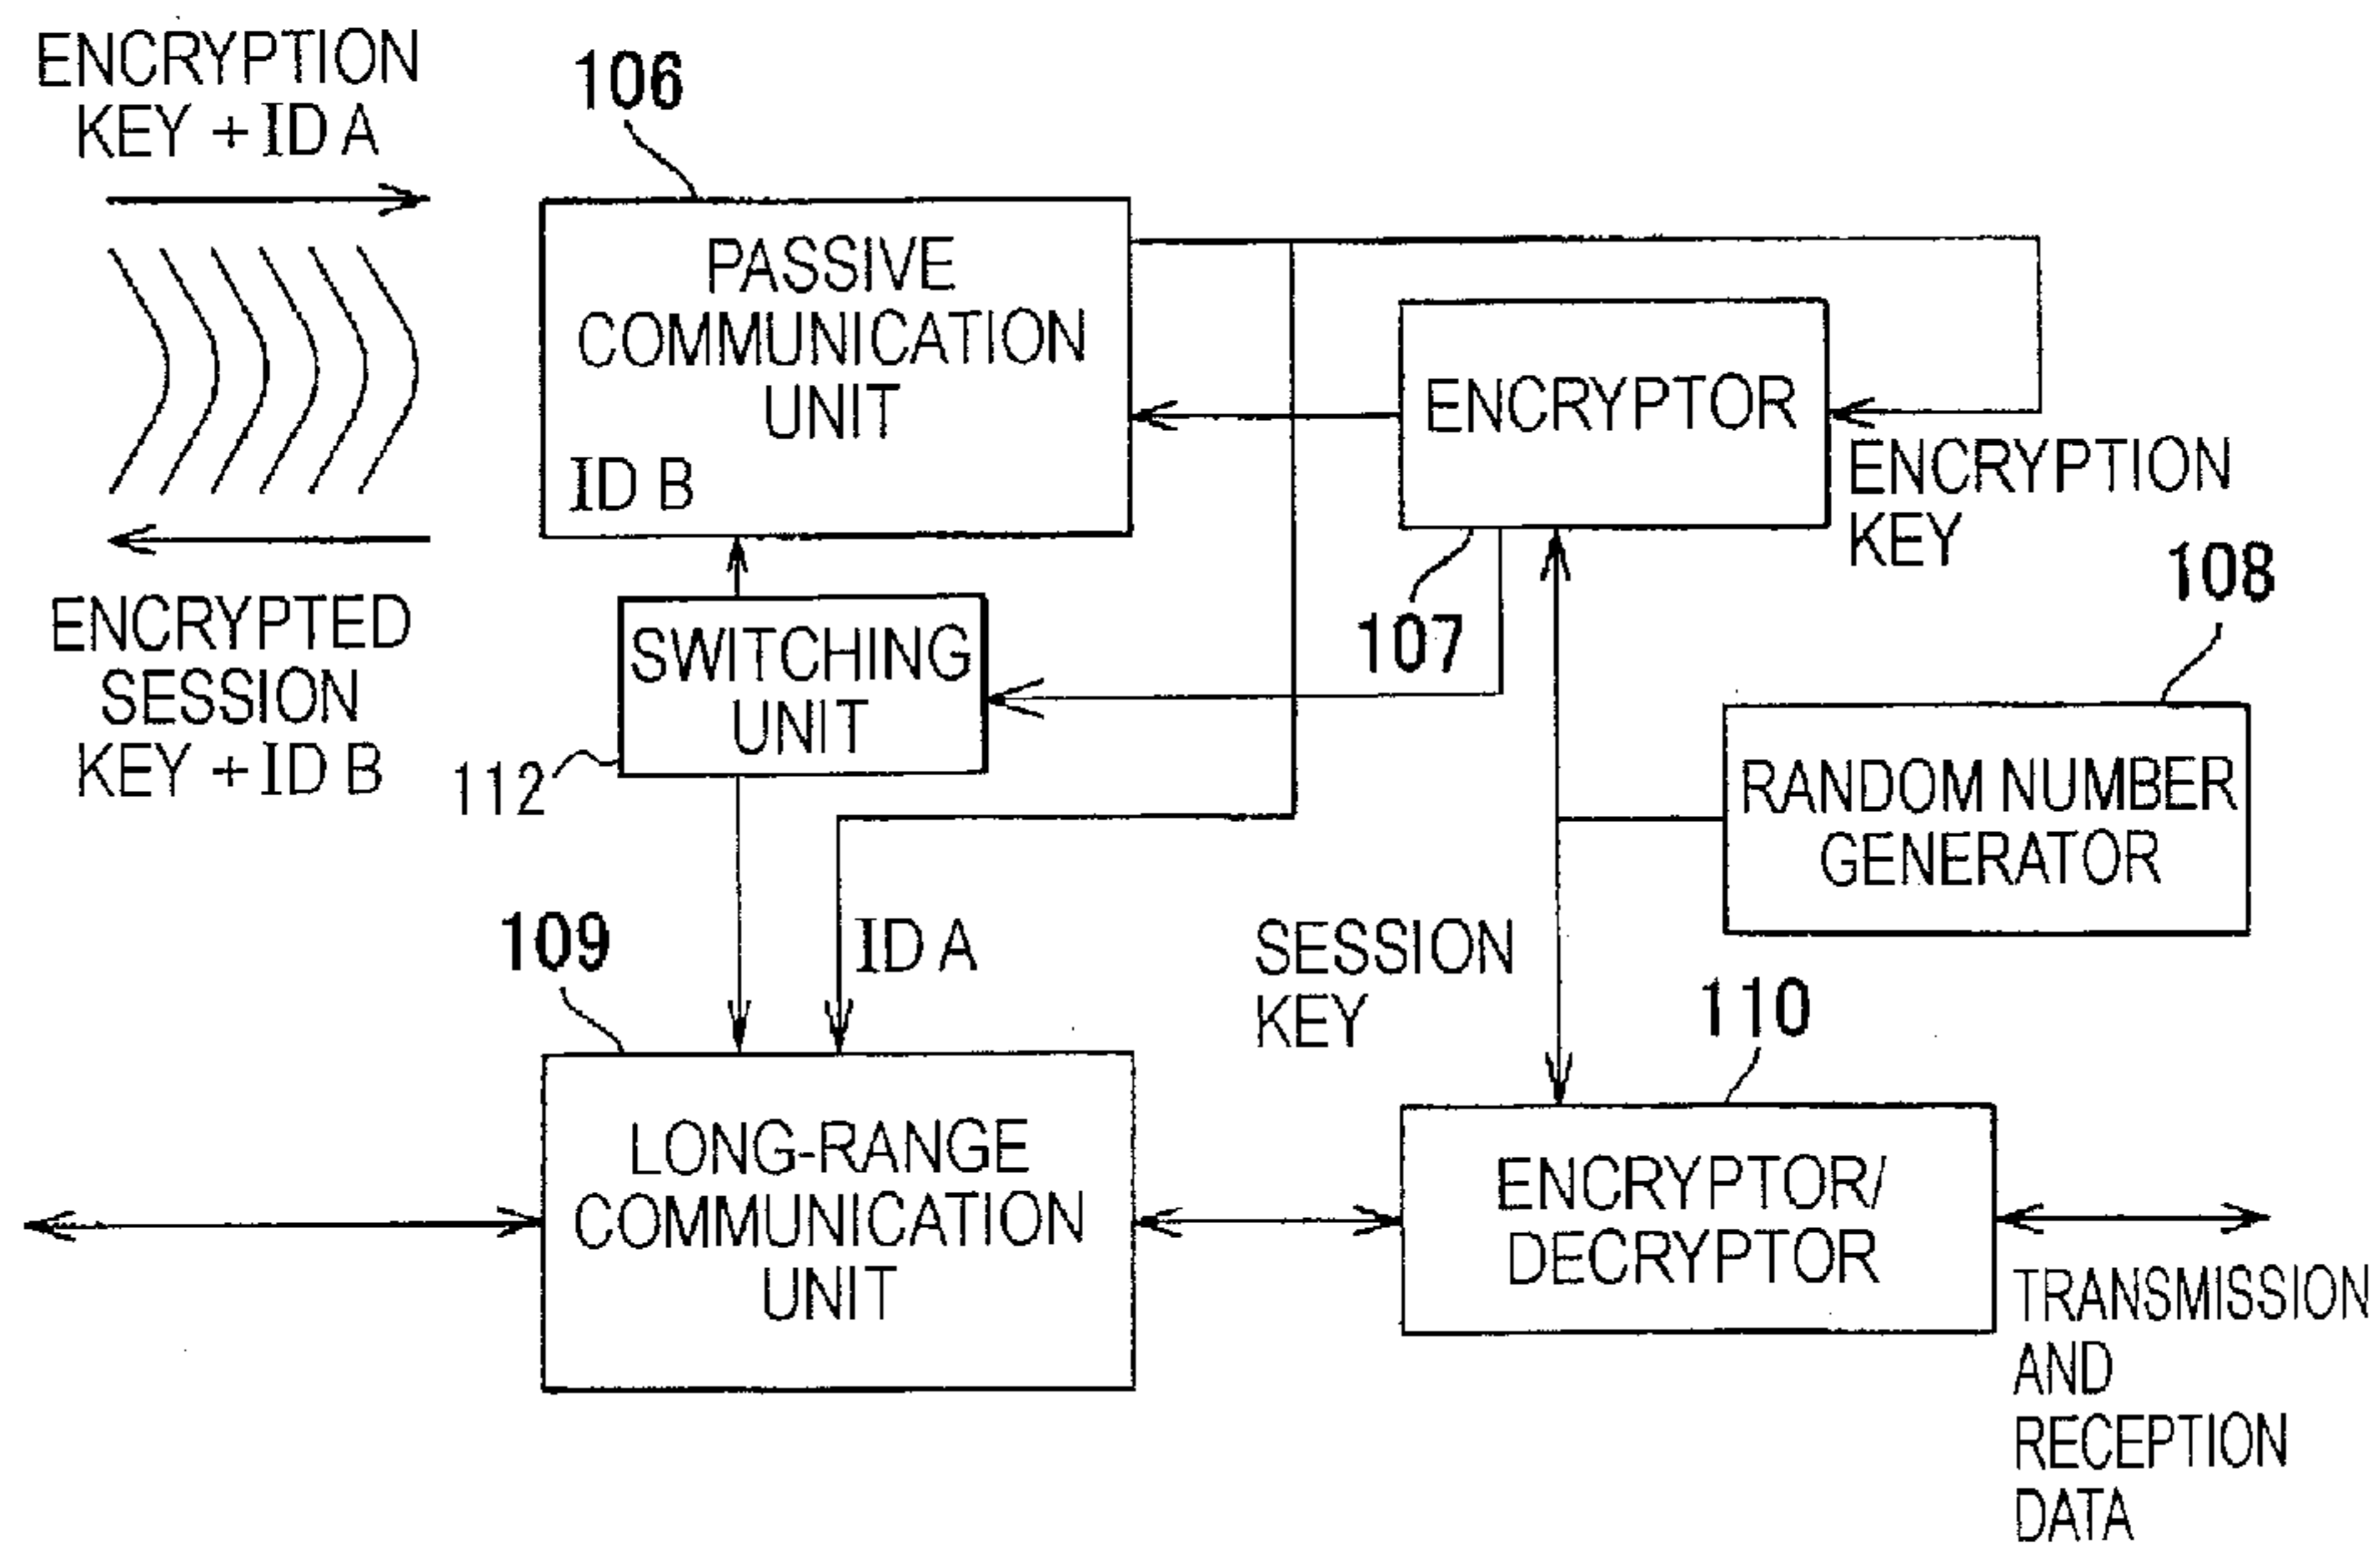 ENCRYPTION
KEY + ID A
106
PASSIVE
COMMUNICATION
UNIT
ID B
ENCRYPTOR
ENCRYPTION
KEY
107
108
ENCRYPTED
SESSION
KEY + ID B
SWITCHING
UNIT
112
RANDOM NUMBER
GENERATOR
109
ID A
SESSION
KEY
110
LONG-RANGE
COMMUNICATION
UNIT
ENCRYPTOR/
DECRYPTOR
TRANSMISSION
AND
RECEPTION
DATA